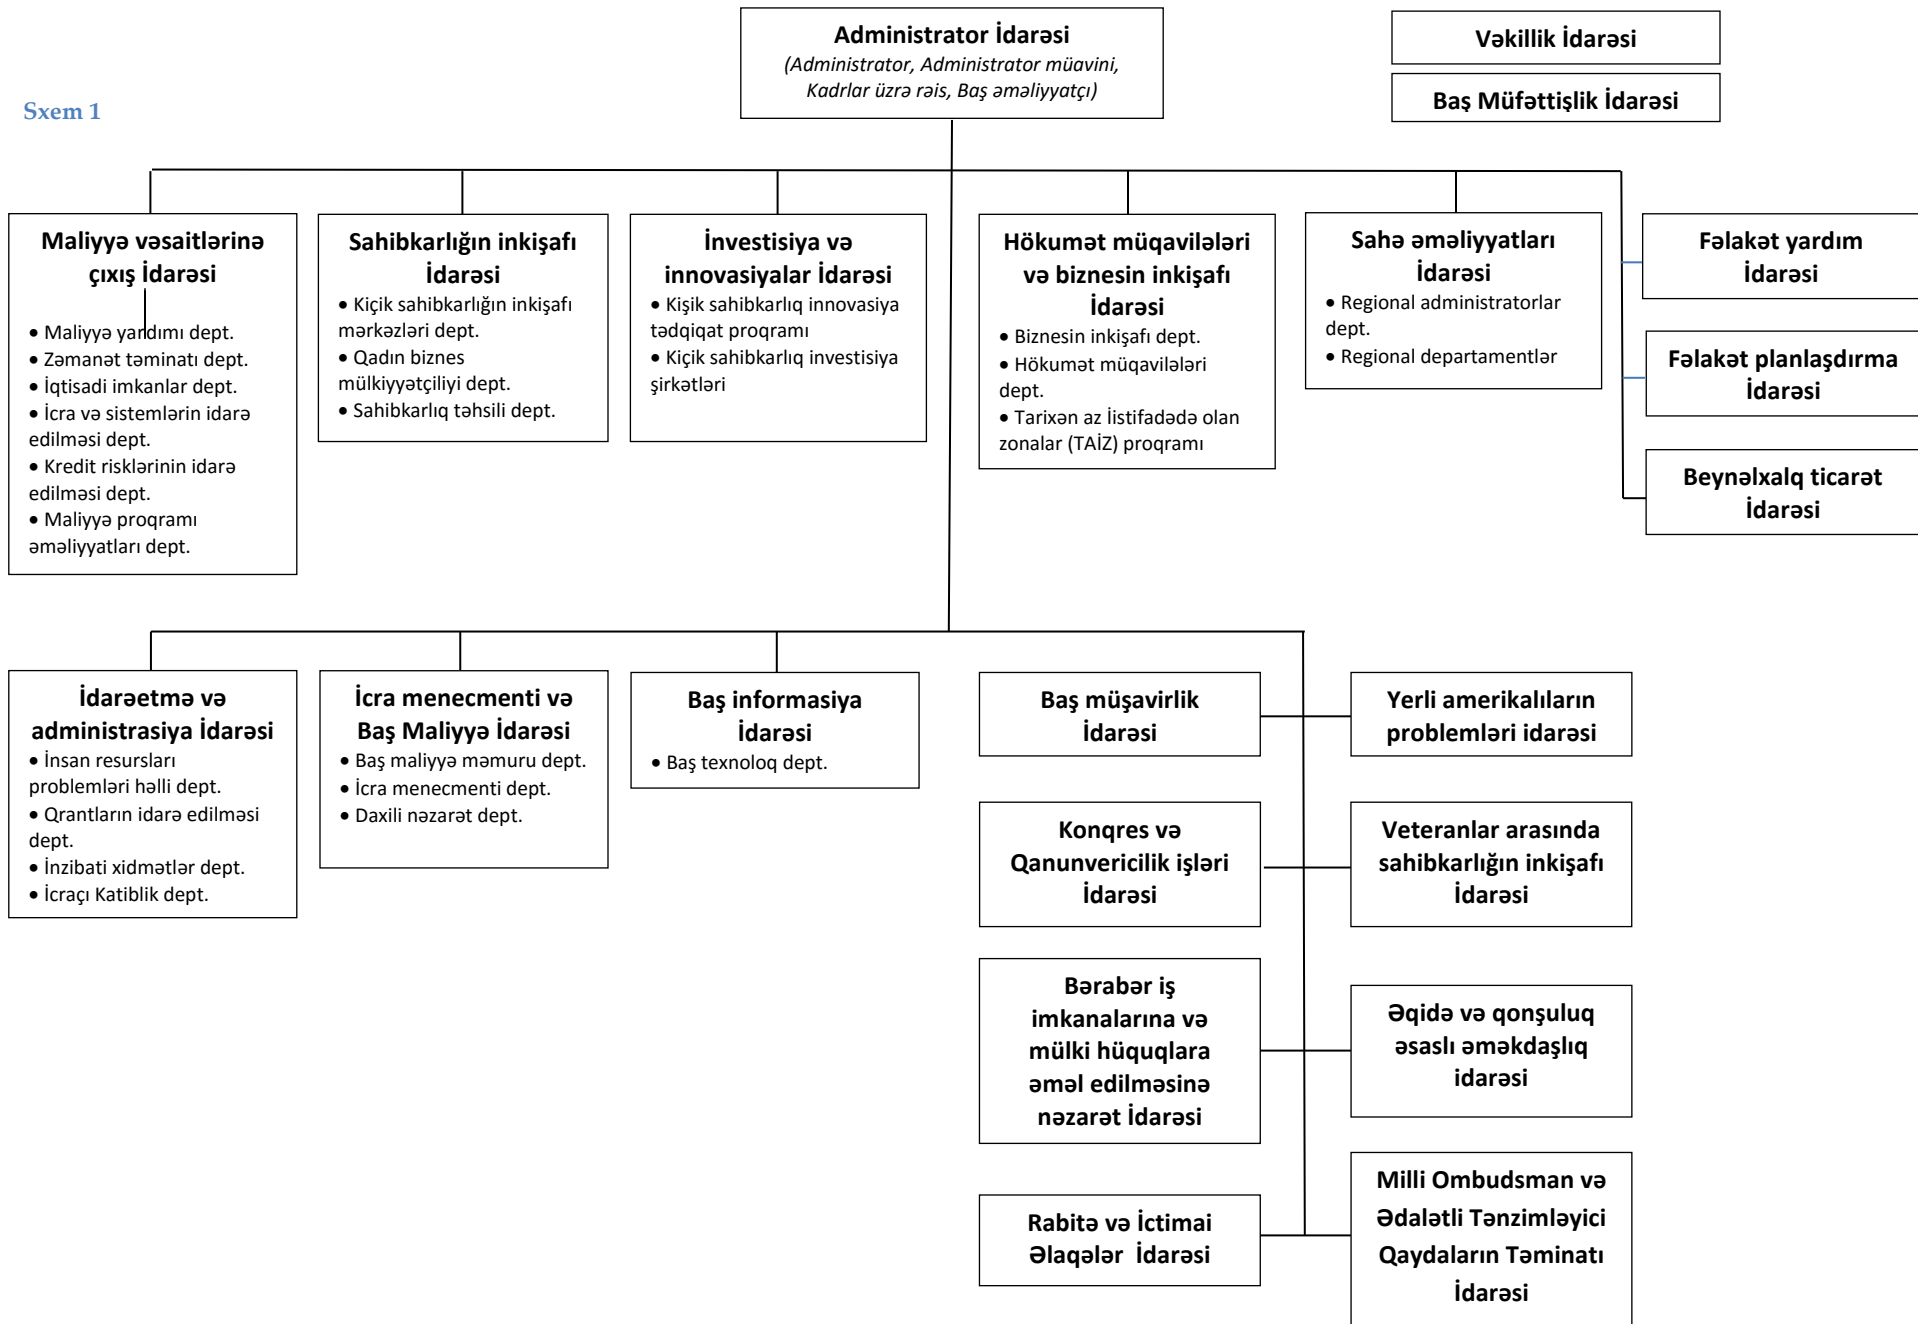 Administrator İdarəsi
(Administrator, Administrator müavini,
Kadrlar üzrə rəis, Baş əməliyyatçı)
Vəkillik İdarəsi
Baş Müfəttişlik İdarəsi
Sxem 1
Maliyyə vəsaitlərinə
çıxış İdarəsi
• Maliyyə yardımı dept.
• Zəmanət təminatı dept.
• İqtisadi imkanlar dept.
• İcra və sistemlərin idarə
edilməsi dept.
• Kredit risklərinin idarə
edilməsi dept.
• Maliyyə proqramı
əməliyyatları dept.
Sahibkarlığın inkişafı
İdarəsi
• Kiçik sahibkarlığın inkişafı
mərkəzləri dept.
• Qadın biznes
mülkiyyətçiliyi dept.
• Sahibkarlıq təhsili dept.
İnvestisiya və
innovasiyalar İdarəsi
• Kişik sahibkarlıq innovasiya
tədqiqat proqramı
• Kiçik sahibkarlıq investisiya
şirkətləri
Hökumət müqavilələri
və biznesin inkişafı
İdarəsi
• Biznesin inkişafı dept.
• Hökumət müqavilələri
dept.
• Tarixən az İistifadədə olan
zonalar (TAİZ) proqramı
Sahə əməliyyatları
İdarəsi
• Regional administratorlar
dept.
• Regional departamentlər
Fəlakət yardım
İdarəsi
Fəlakət planlaşdırma
İdarəsi
Beynəlxalq ticarət
İdarəsi
İdarəetmə və
administrasiya İdarəsi
• İnsan resursları
problemləri həlli dept.
• Qrantların idarə edilməsi
dept.
• İnzibati xidmətlər dept.
• İcraçı Katiblik dept.
İcra menecmenti və
Baş Maliyyə İdarəsi
• Baş maliyyə məmuru dept.
• İcra menecmenti dept.
• Daxili nəzarət dept.
Baş informasiya
İdarəsi
• Baş texnoloq dept.
Baş müşavirlik
İdarəsi
Yerli amerikalıların
problemləri idarəsi
Konqres və
Qanunvericilik işləri
İdarəsi
Veteranlar arasında
sahibkarlığın inkişafı
İdarəsi
Bərabər iş
imkanalarına və
mülki hüquqlara
əməl edilməsinə
nəzarət İdarəsi
Əqidə və qonşuluq
əsaslı əməkdaşlıq
idarəsi
Rabitə və İctimai
Əlaqələr İdarəsi
Milli Ombudsman və
Ədalətli Tənzimləyici
Qaydaların Təminatı
İdarəsi